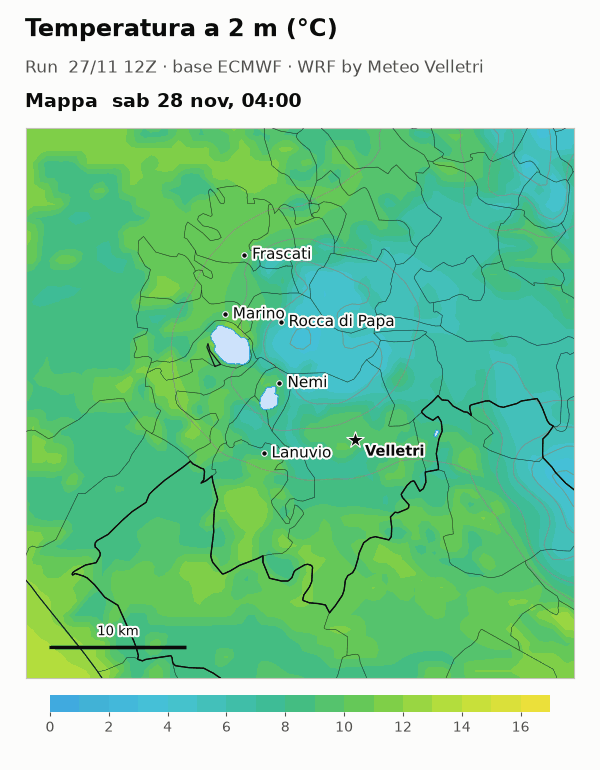 Temperatura a 2 m (°C)
Run  27/11 12Z · base ECMWF · WRF by Meteo Velletri
Mappa  sab 28 nov, 04:00
Frascati
Marino
Rocca di Papa
Nemi
Velletri
Lanuvio
10 km
0 2 4 6 8 10 12 14 16